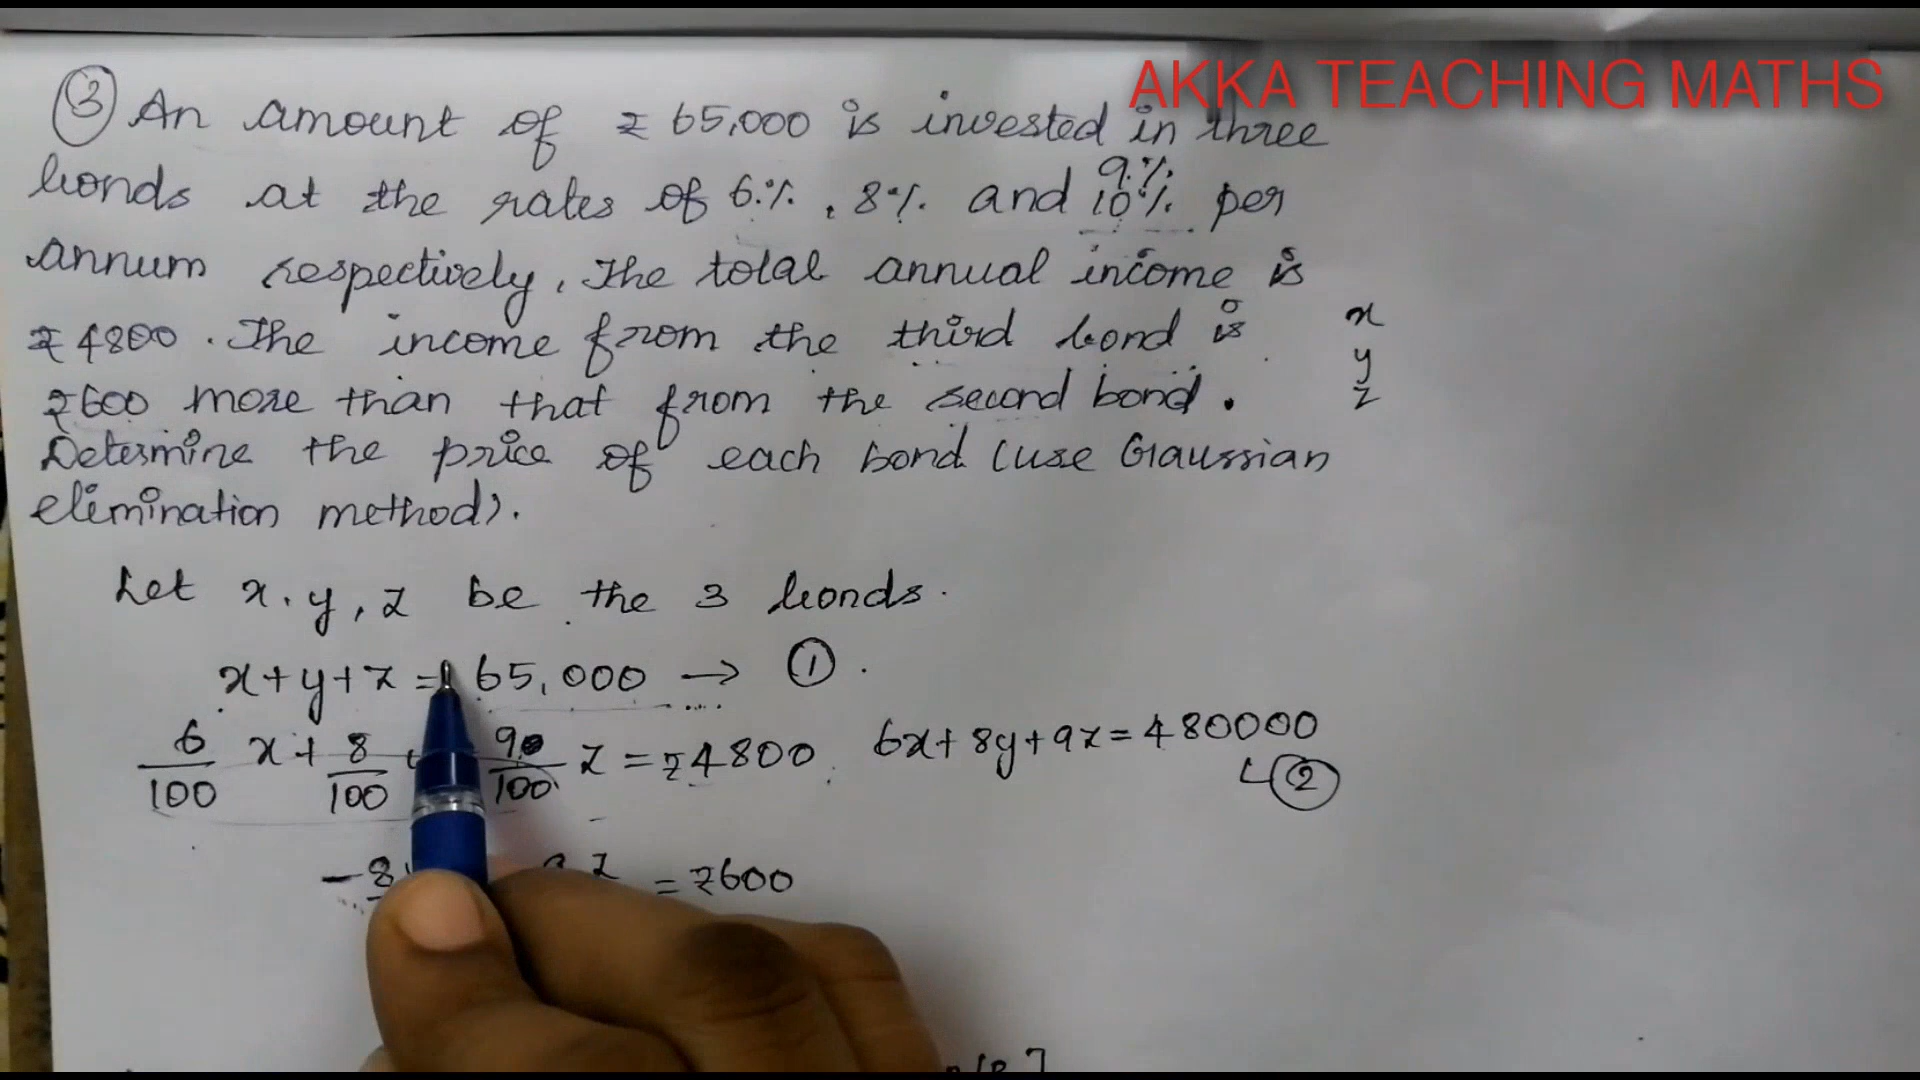 AKKA TEACHING MATHS
③ An amount of ₹ 65,000 is invested in three
9%
bonds at the rates of 6%, 8% and 10% per
annum respectively. The total annual income is
₹4800. The income from the third bond is
₹600 more than that from the second bond.
Determine the price of each bond (use Gaussian
elimination method).
x
y
z
Let x, y, z be the 3 bonds.
x+y+z = 65,000 → ①.
6/100 x + 8/100 90/100 z = ₹4800
6x+8y+9z=480000
↳②
-8 z = ₹600